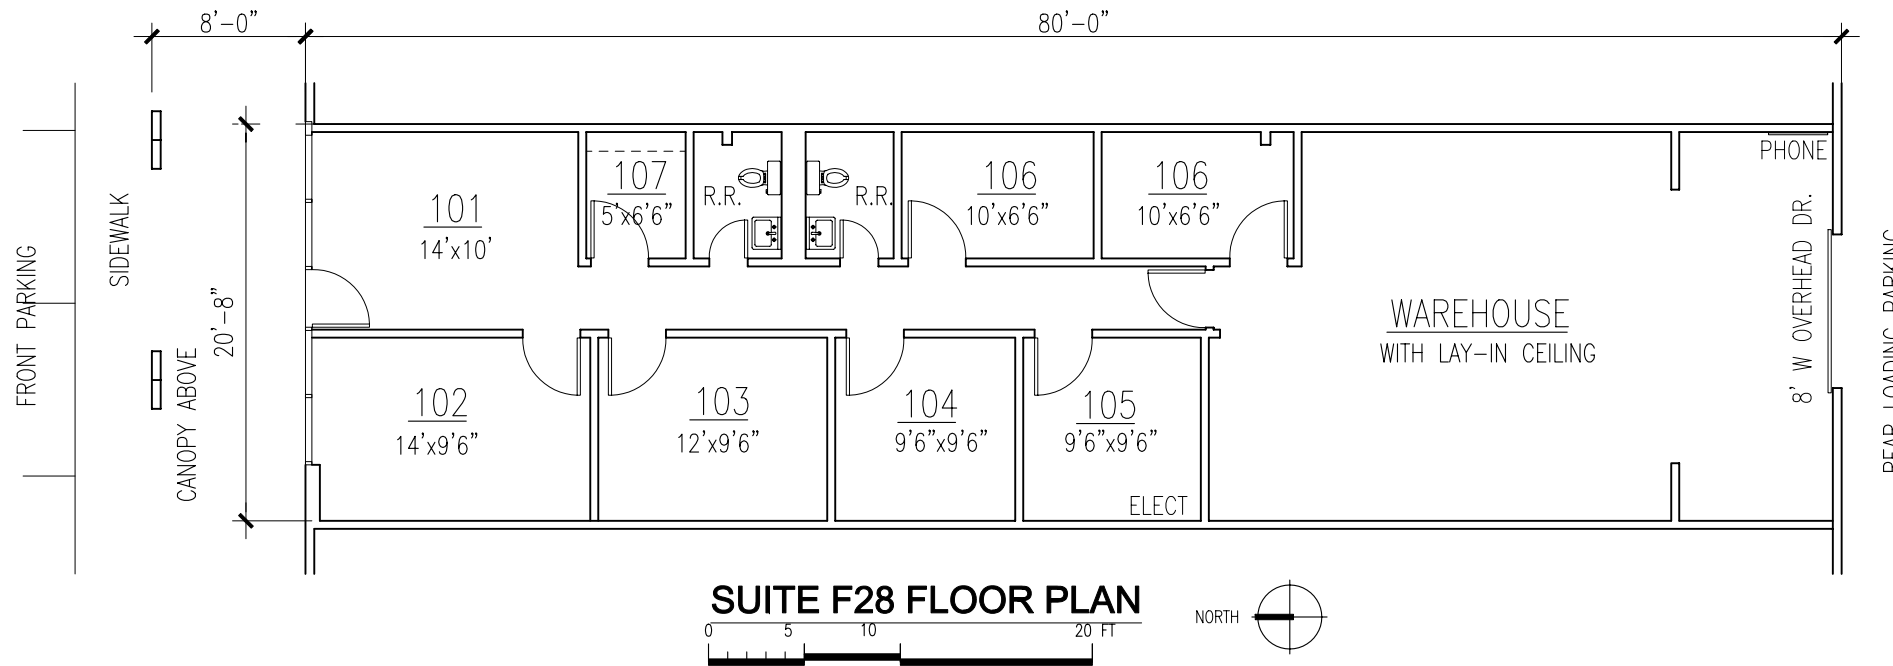 8'-0"
80'-0"
FRONT PARKING
SIDEWALK
CANOPY ABOVE
20'-8"
101
14'x10'
107
5'x6'6"
R.R.
R.R.
106
10'x6'6"
106
10'x6'6"
PHONE
8' W OVERHEAD DR.
REAR LOADING PARKING
WAREHOUSE
WITH LAY-IN CEILING
102
14'x9'6"
103
12'x9'6"
104
9'6"x9'6"
105
9'6"x9'6"
ELECT
SUITE F28 FLOOR PLAN
0 5 10 20 FT
NORTH